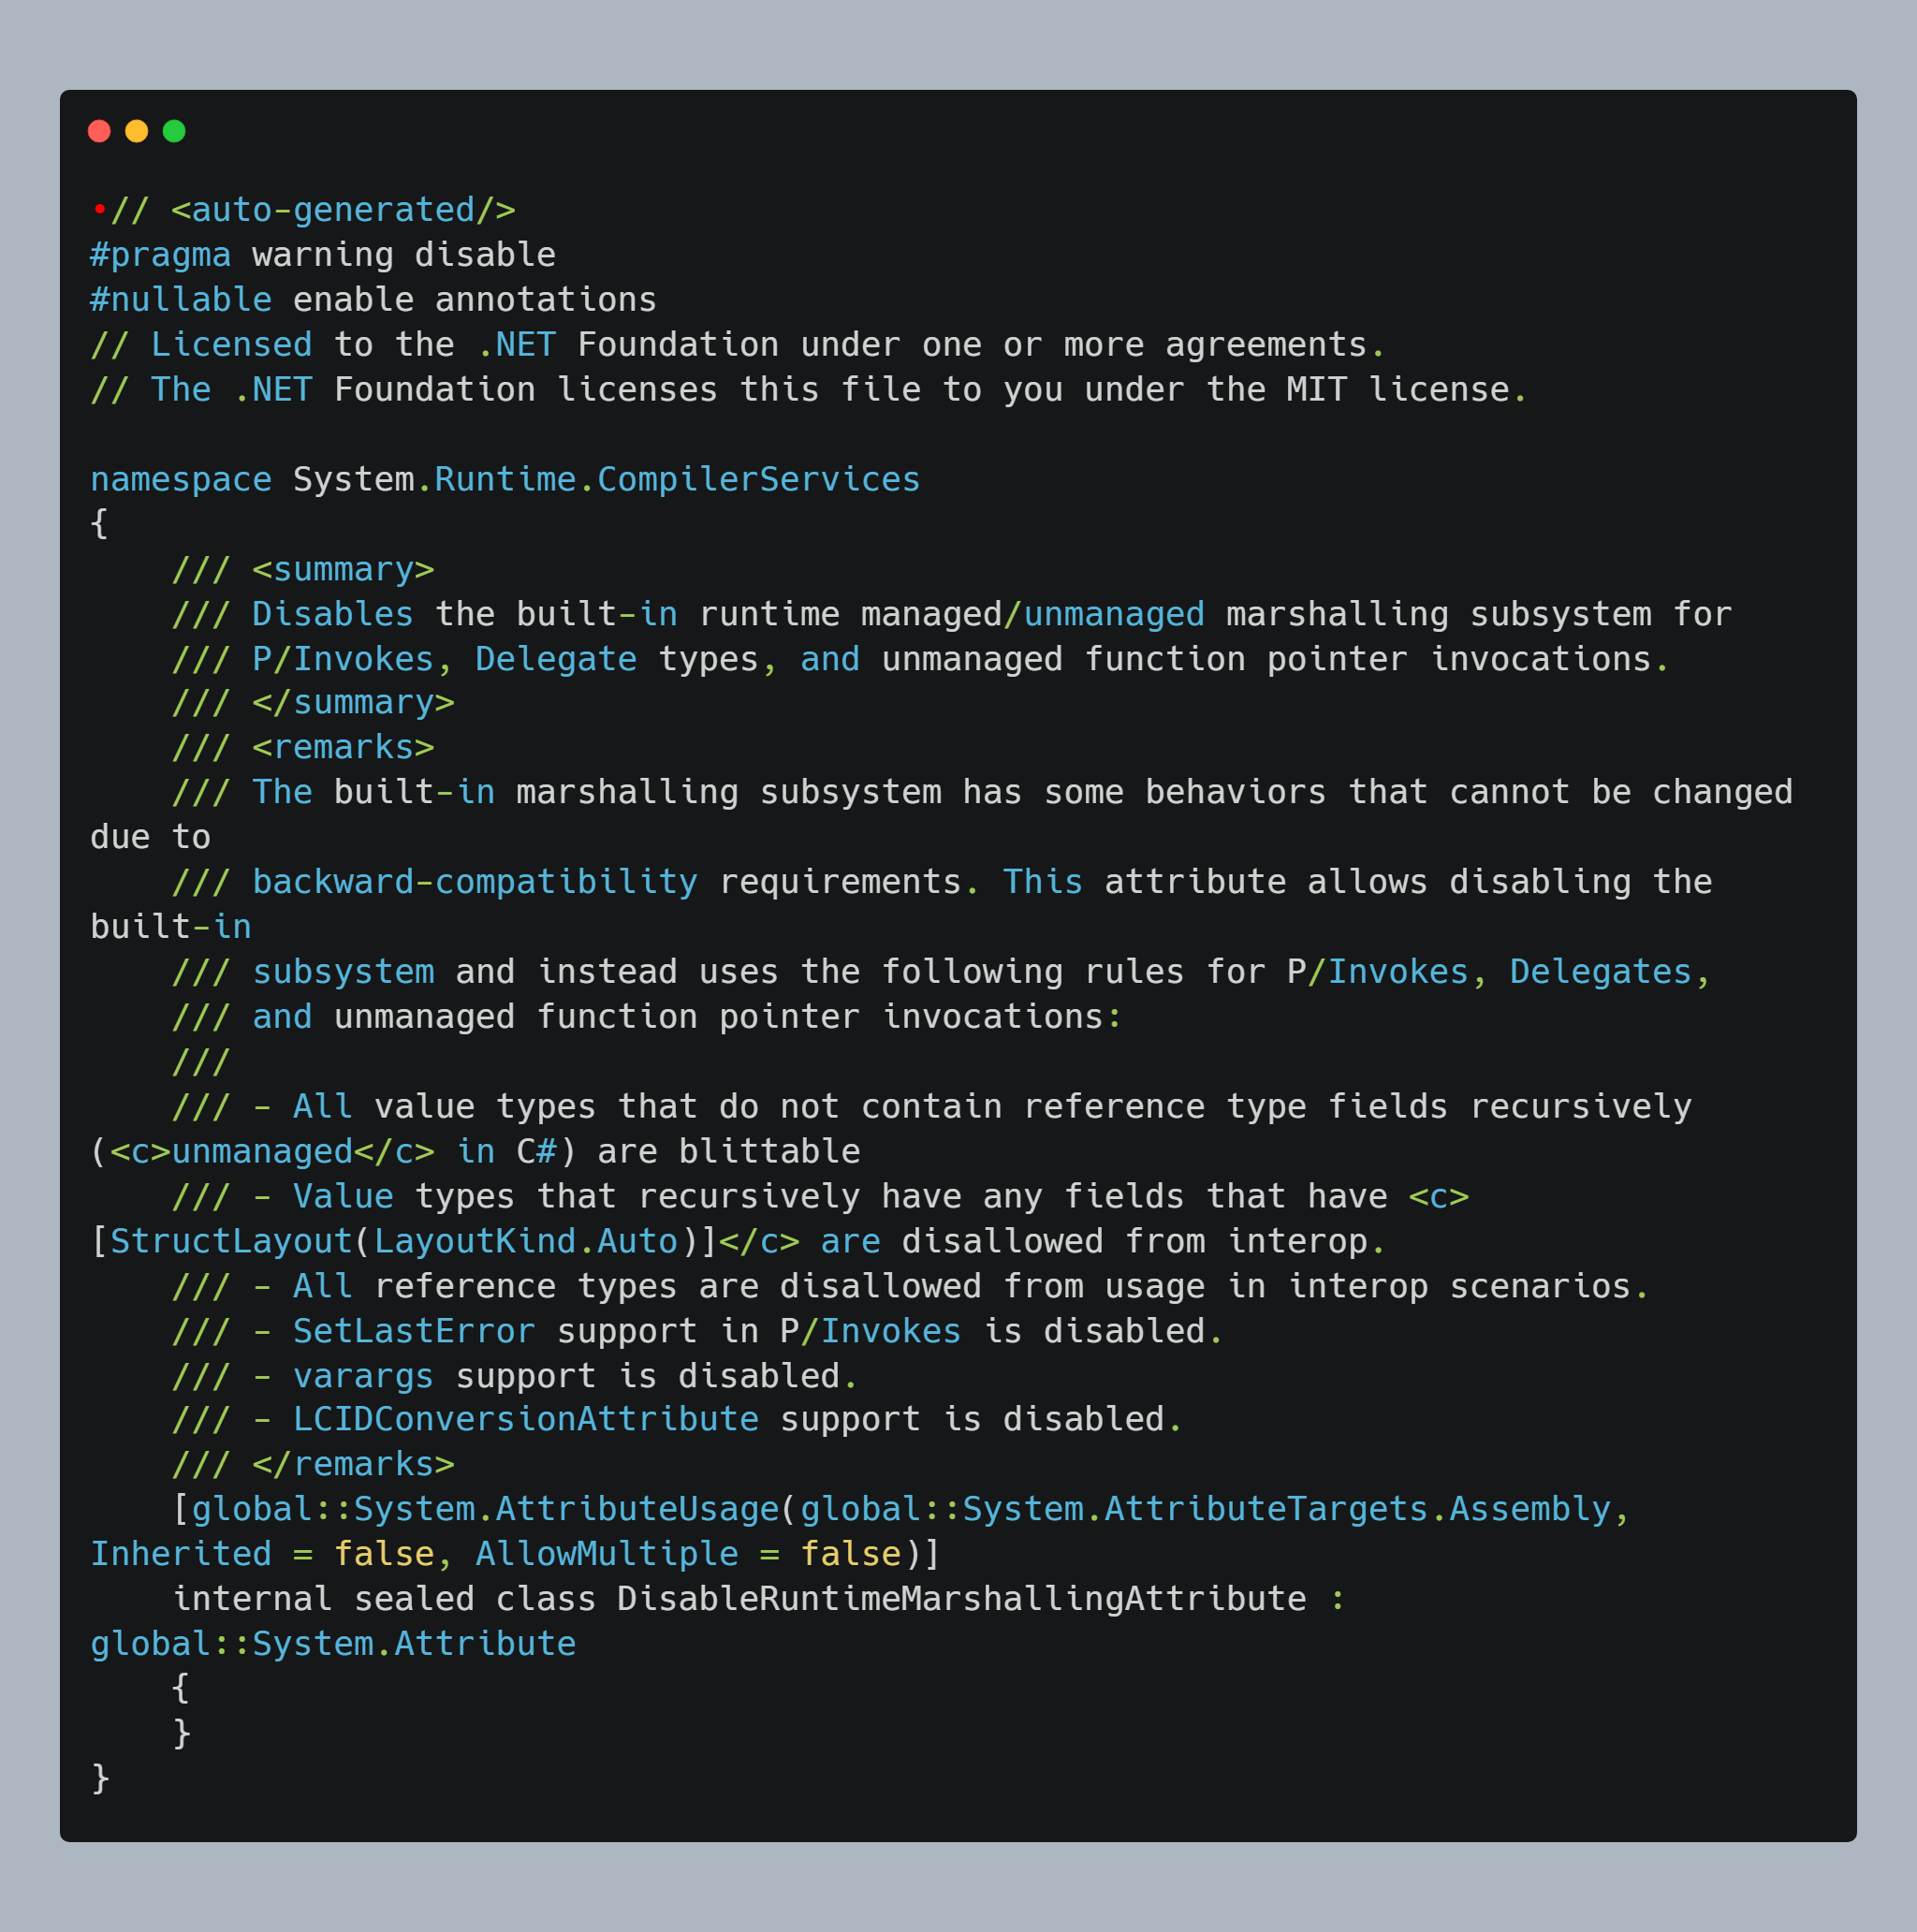 •// <auto-generated/>
#pragma warning disable
#nullable enable annotations
// Licensed to the .NET Foundation under one or more agreements.
// The .NET Foundation licenses this file to you under the MIT license.

namespace System.Runtime.CompilerServices
{
    /// <summary>
    /// Disables the built-in runtime managed/unmanaged marshalling subsystem for
    /// P/Invokes, Delegate types, and unmanaged function pointer invocations.
    /// </summary>
    /// <remarks>
    /// The built-in marshalling subsystem has some behaviors that cannot be changed
due to
    /// backward-compatibility requirements. This attribute allows disabling the
built-in
    /// subsystem and instead uses the following rules for P/Invokes, Delegates,
    /// and unmanaged function pointer invocations:
    ///
    /// - All value types that do not contain reference type fields recursively
(<c>unmanaged</c> in C#) are blittable
    /// - Value types that recursively have any fields that have <c>
[StructLayout(LayoutKind.Auto)]</c> are disallowed from interop.
    /// - All reference types are disallowed from usage in interop scenarios.
    /// - SetLastError support in P/Invokes is disabled.
    /// - varargs support is disabled.
    /// - LCIDConversionAttribute support is disabled.
    /// </remarks>
    [global::System.AttributeUsage(global::System.AttributeTargets.Assembly,
Inherited = false, AllowMultiple = false)]
    internal sealed class DisableRuntimeMarshallingAttribute :
global::System.Attribute
    {
    }
}